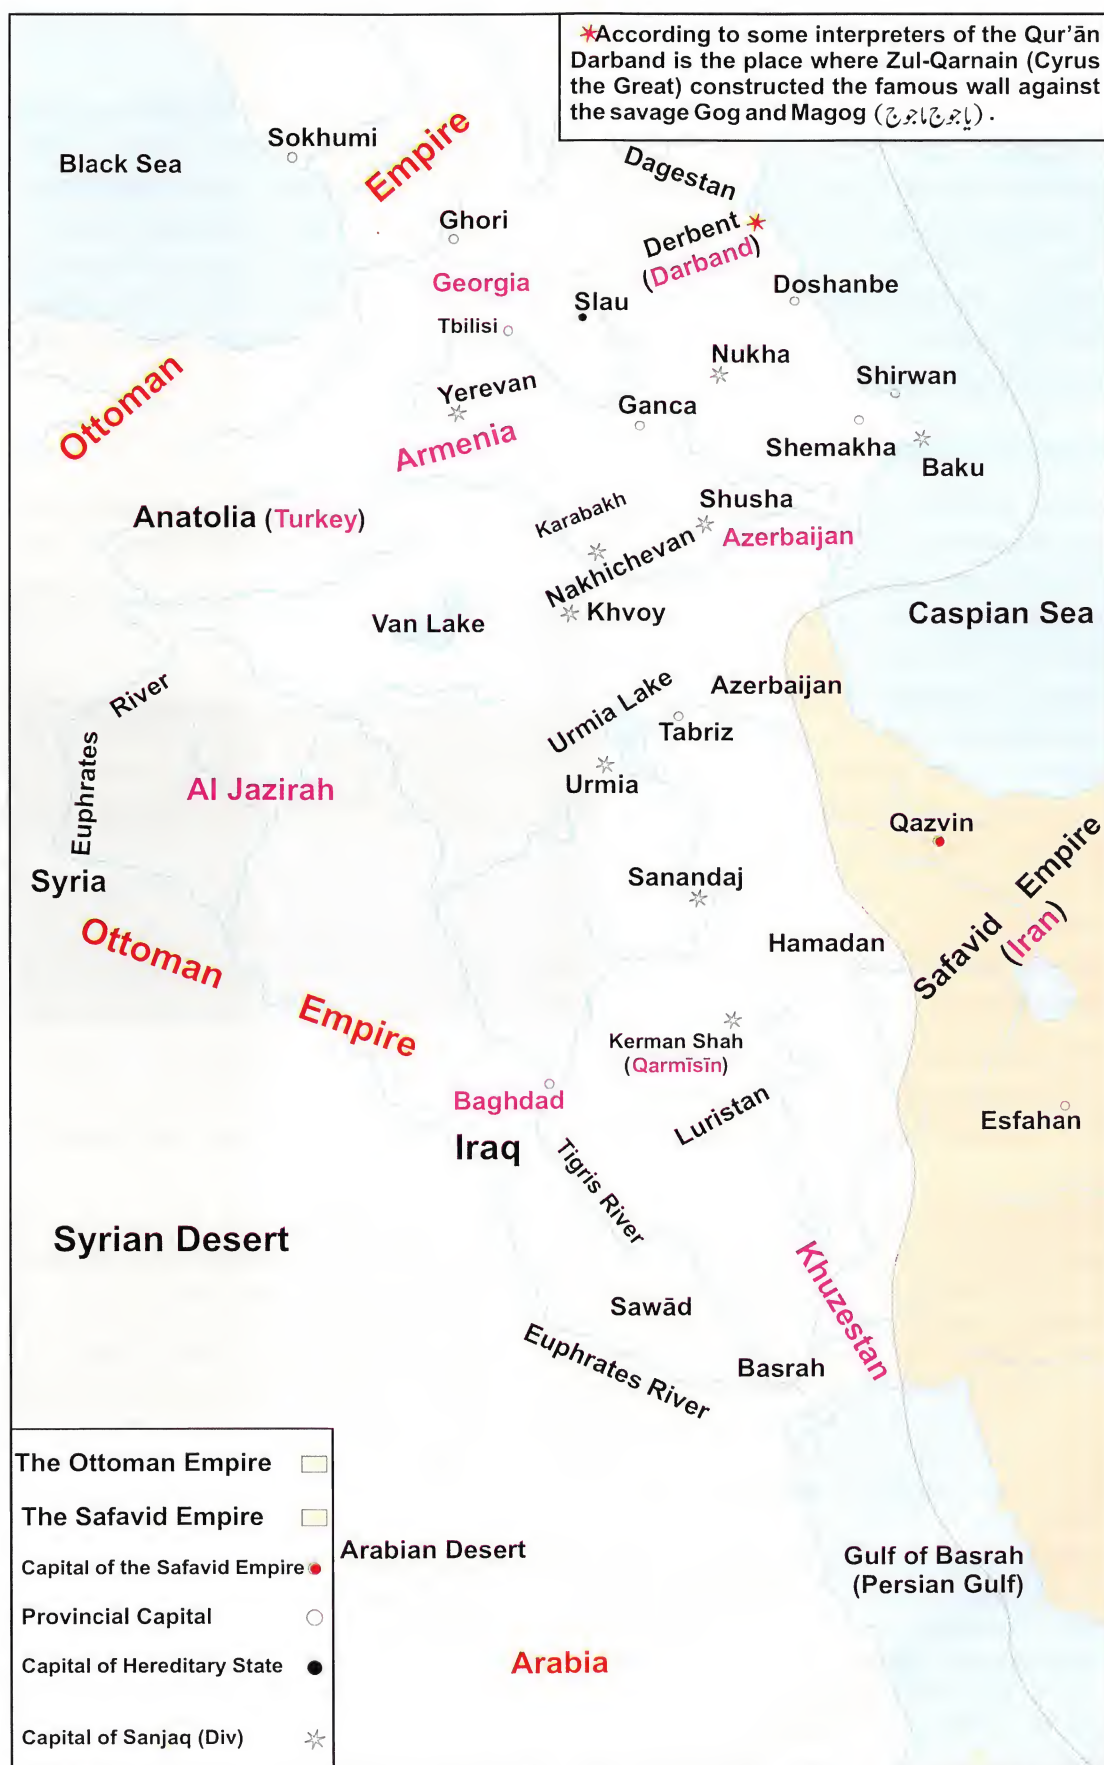 ✶According to some interpreters of the Qur’ān
Darband is the place where Zul-Qarnain (Cyrus
the Great) constructed the famous wall against
the savage Gog and Magog (یاجوج ماجوج).
Black Sea
Sokhumi
Empire
Dagestan
Ghori
Derbent
(Darband)
Georgia
Doshanbe
Slau
Tbilisi
Ottoman
Nukha
Yerevan
Shirwan
Ganca
Armenia
Shemakha
Baku
Anatolia (Turkey)
Karabakh
Shusha
Azerbaijan
Nakhichevan
Khvoy
Van Lake
Caspian Sea
River
Urmia Lake
Azerbaijan
Tabriz
Euphrates
Al Jazirah
Urmia
Qazvin
Syria
Sanandaj
Safavid Empire
(Iran)
Ottoman
Hamadan
Empire
Kerman Shah
(Qarmīsīn)
Baghdad
Luristan
Esfahan
Iraq
Tigris River
Syrian Desert
Khuzestan
Sawād
Euphrates River
Basrah
The Ottoman Empire
The Safavid Empire
Capital of the Safavid Empire
Provincial Capital
Capital of Hereditary State
Capital of Sanjaq (Div)
Arabian Desert
Gulf of Basrah
(Persian Gulf)
Arabia